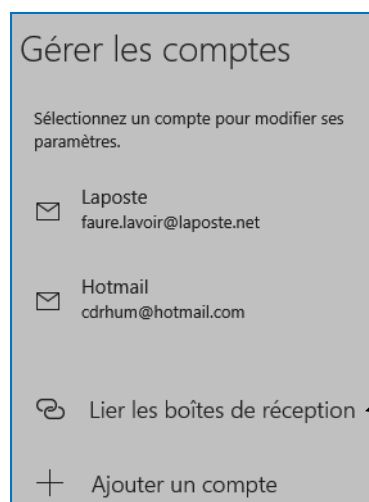 Gérer les comptes
Sélectionnez un compte pour modifier ses
paramètres.
Laposte
faure.lavoir@laposte.net
Hotmail
cdrhum@hotmail.com
Lier les boîtes de réception
Ajouter un compte